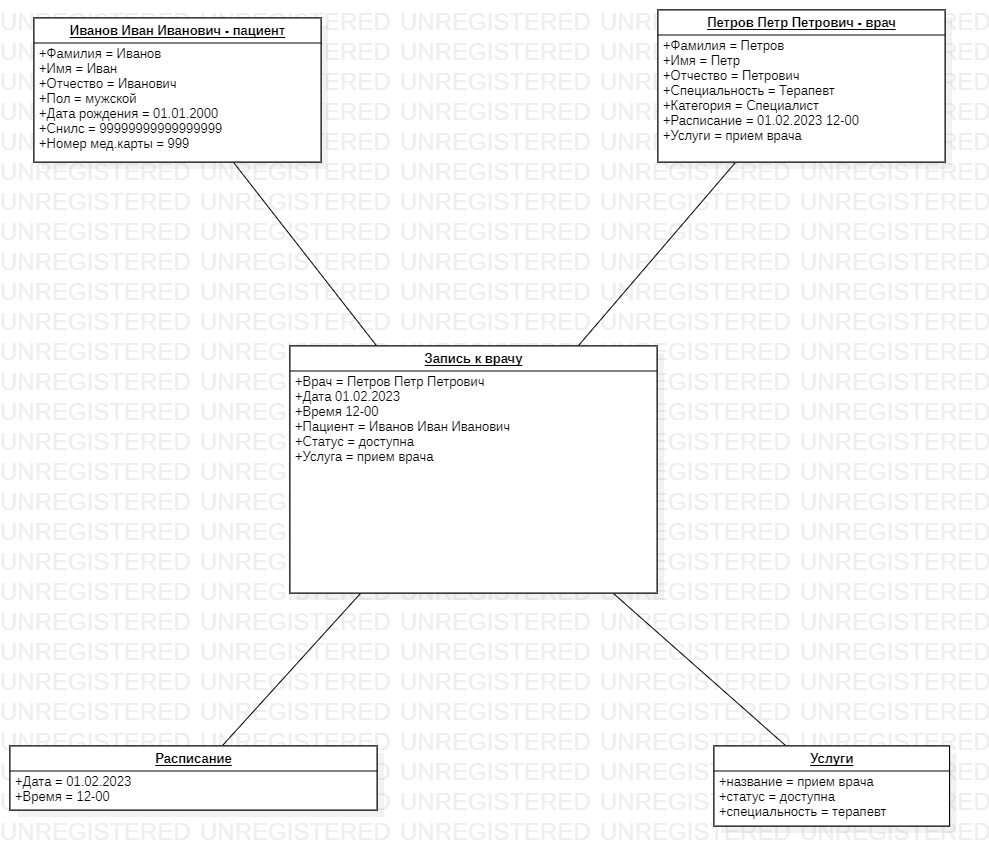 Иванов Иван Иванович - пациент
+Фамилия = Иванов
+Имя = Иван
+Отчество = Иванович
+Пол = мужской
+Дата рождения = 01.01.2000
+Снилс = 99999999999999999
+Номер мед.карты = 999
Петров Петр Петрович - врач
+Фамилия = Петров
+Имя = Петр
+Отчество = Петрович
+Специальность = Терапевт
+Категория = Специалист
+Расписание = 01.02.2023 12-00
+Услуги = прием врача
Запись к врачу
+Врач = Петров Петр Петрович
+Дата 01.02.2023
+Время 12-00
+Пациент = Иванов Иван Иванович
+Статус = доступна
+Услуга = прием врача
Расписание
+Дата = 01.02.2023
+Время = 12-00
Услуги
+название = прием врача
+статус = доступна
+специальность = терапевт
UNREGISTERED